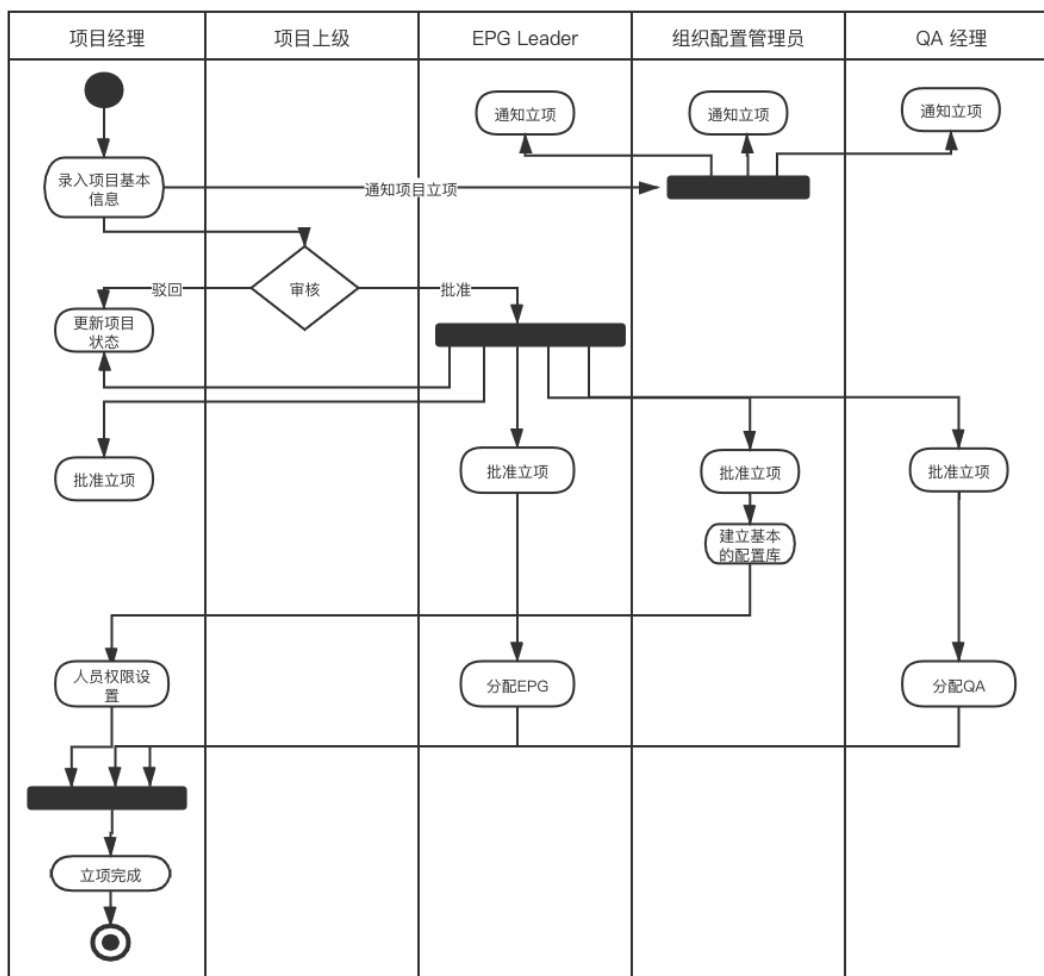 项目经理
项目上级
EPG Leader
组织配置管理员
QA 经理
通知立项
通知立项
通知立项
录入项目基本
信息
通知项目立项
驳回
审核
批准
更新项目
状态
批准立项
批准立项
批准立项
批准立项
建立基本
的配置库
人员权限设
置
分配EPG
分配QA
立项完成